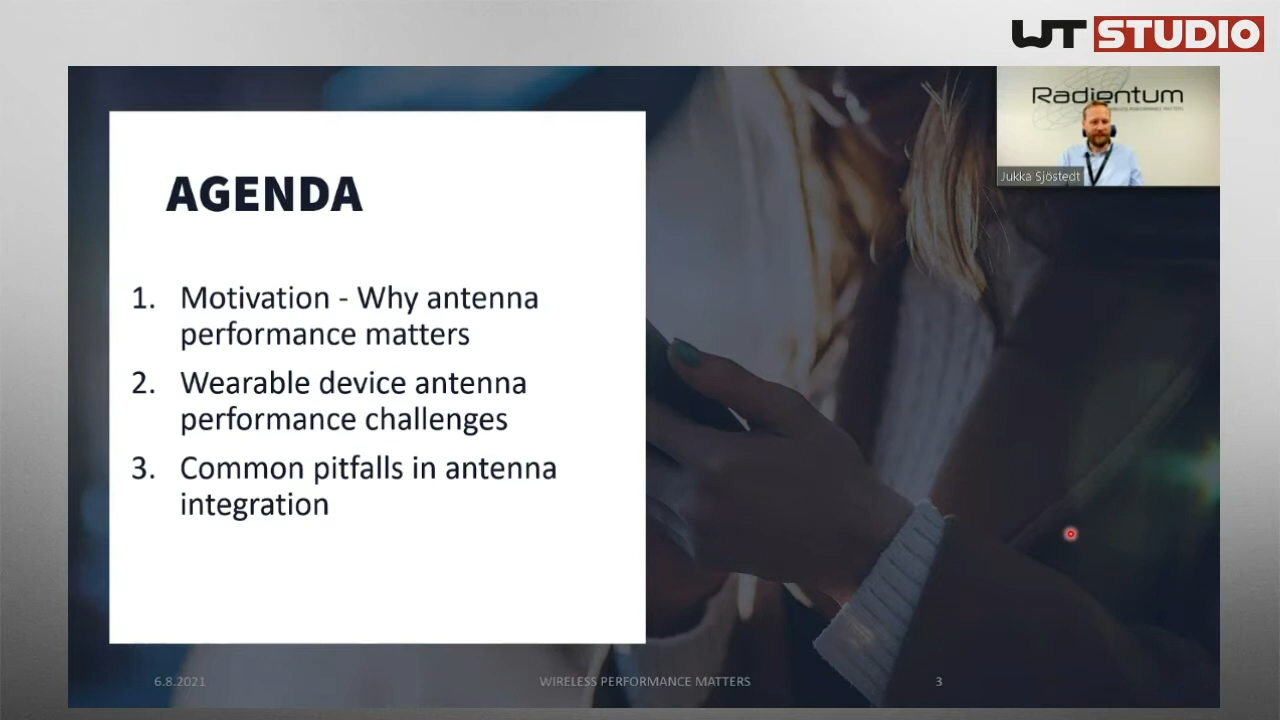 WT STUDIO
Radientum
Jukka Sjöstedt
AGENDA
1. Motivation - Why antenna
performance matters
2. Wearable device antenna
performance challenges
3. Common pitfalls in antenna
integration
6.8.2021
WIRELESS PERFORMANCE MATTERS
3